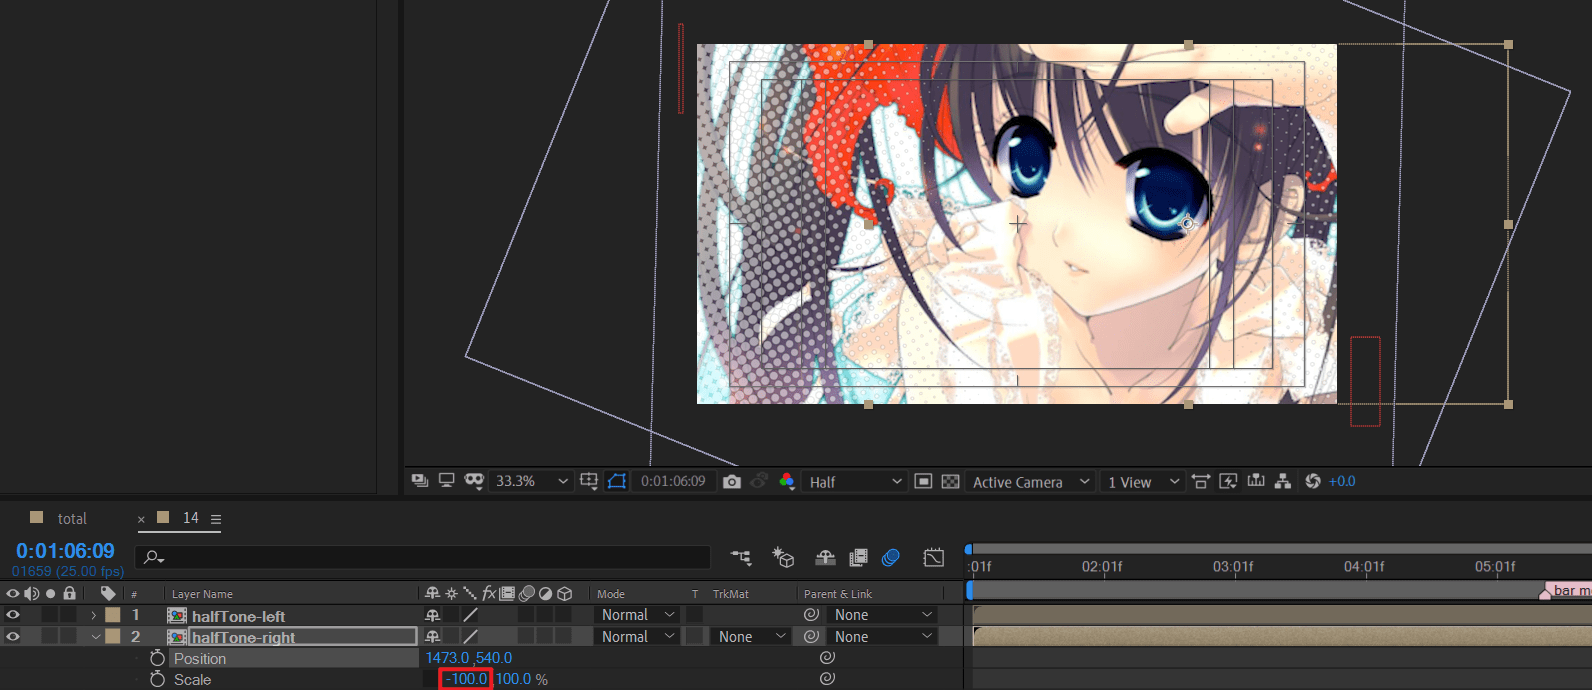 33.3%
0:01:06:09
Half
Active Camera
1 View
+0.0
total
× 14
0:01:06:09
01659 (25.00 fps)
:01f 02:01f 03:01f 04:01f 05:01f
# Layer Name fx Mode T TrkMat Parent & Link
bar m
1 halfTone-left Normal None
2 halfTone-right Normal None None
Position 1473.0,540.0
Scale -100.0,100.0 %